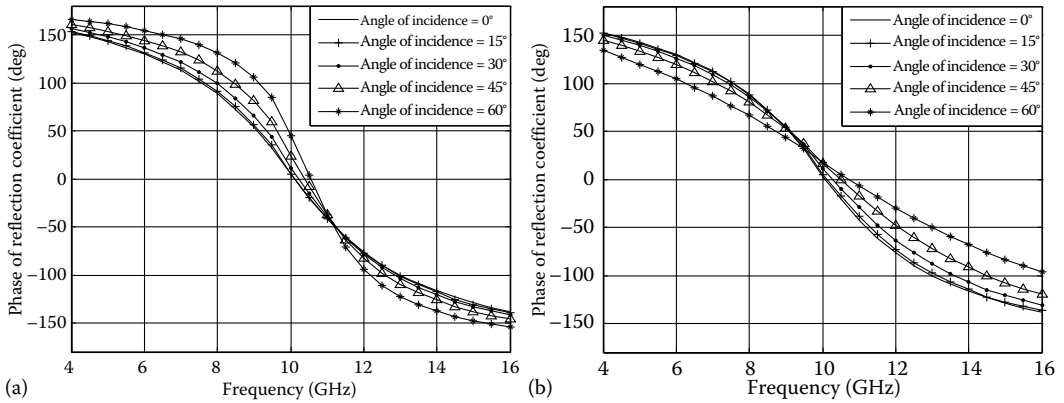 150
100
50
0
−50
−100
−150
Phase of reflection coefficient (deg)
Angle of incidence = 0°
Angle of incidence = 15°
Angle of incidence = 30°
Angle of incidence = 45°
Angle of incidence = 60°
4 6 8 10 12 14 16
Frequency (GHz)
(a)
150
100
50
0
−50
−100
−150
Phase of reflection coefficient (deg)
Angle of incidence = 0°
Angle of incidence = 15°
Angle of incidence = 30°
Angle of incidence = 45°
Angle of incidence = 60°
4 6 8 10 12 14 16
Frequency (GHz)
(b)